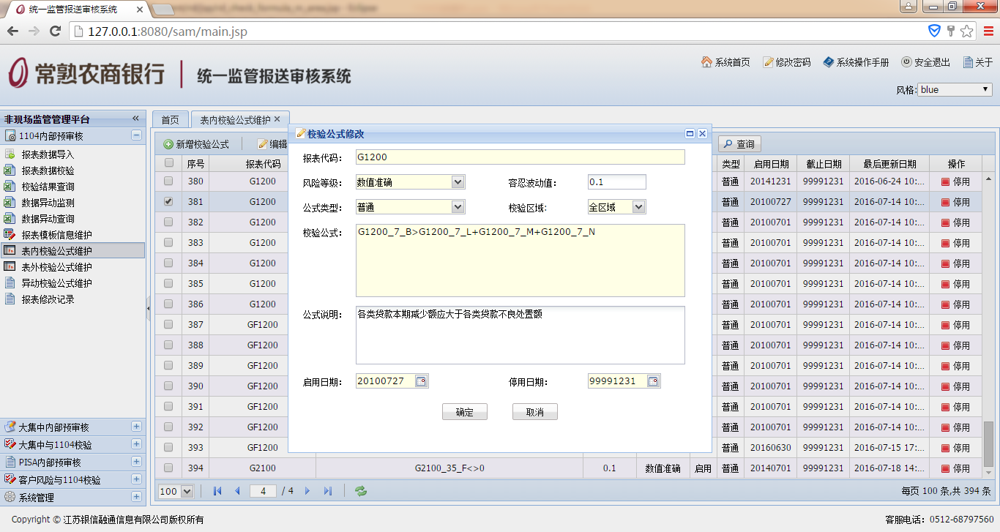 统一监管报送审核系统
127.0.0.1:8080/sam/main.jsp
常熟农商银行 统一监管报送审核系统
系统首页 修改密码 系统操作手册 安全退出 关于
风格: blue
非现场监管管理平台
1104内部预审核
报表数据导入
报表数据校验
校验结果查询
数据异动监测
数据异动查询
报表模板信息维护
表内校验公式维护
表外校验公式维护
异动校验公式维护
报表修改记录
大集中内部预审核
大集中与1104校验
PISA内部预审核
客户风险与1104校验
系统管理
首页 表内校验公式维护
新增校验公式 编辑 查询
序号 报表代码 类型 启用日期 截止日期 最后更新日期 操作
380 G1200 普通 20141231 99991231 2016-06-24 10:... 停用
381 G1200 普通 20100727 99991231 2016-07-14 10:... 停用
382 G1200 普通 20100701 99991231 2016-07-14 10:... 停用
383 G1200 普通 20100701 99991231 2016-07-14 10:... 停用
384 G1200 普通 20100701 99991231 2016-07-14 10:... 停用
385 G1200 普通 20100701 99991231 2016-07-14 10:... 停用
386 G1200 普通 20100701 99991231 2016-07-14 10:... 停用
387 GF1200 普通 20100701 99991231 2016-07-14 10:... 停用
388 GF1200 普通 20100701 99991231 2016-07-14 10:... 停用
389 GF1200 普通 20100701 99991231 2016-07-14 10:... 停用
390 GF1200 普通 20100701 99991231 2016-07-14 10:... 停用
391 GF1200 普通 20100701 99991231 2016-07-14 10:... 停用
392 GF1200 普通 20100701 99991231 2016-07-14 10:... 停用
393 GF1200 普通 20160630 99991231 2016-07-15 17:... 停用
394 G2100 G2100_35_F<>0 0.1 数值准确 启用 普通 20140701 99991231 2016-07-18 14:... 停用
校验公式修改
报表代码: G1200
风险等级: 数值准确 容忍波动值: 0.1
公式类型: 普通 校验区域: 全区域
校验公式: G1200_7_B>G1200_7_L+G1200_7_M+G1200_7_N
公式说明: 各类贷款本期减少额应大于各类贷款不良处置额
启用日期: 20100727 停用日期: 99991231
确定 取消
100 4 / 4 每页 100 条,共 394 条
Copyright © 江苏银信融通信息有限公司版权所有 客服电话：0512-68797560